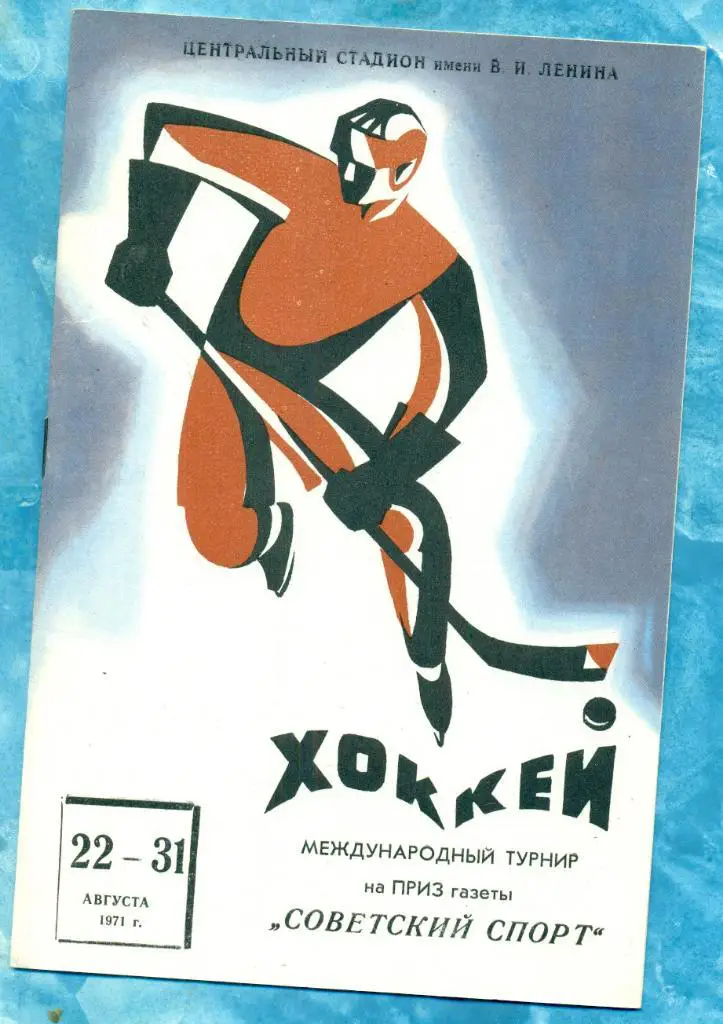 ЦЕНТРАЛЬНЫЙ СТАДИОН имени В. И. ЛЕНИНА
ХОККЕЙ
МЕЖДУНАРОДНЫЙ ТУРНИР
на ПРИЗ газеты
„СОВЕТСКИЙ СПОРТ“
22 – 31
АВГУСТА
1971 г.